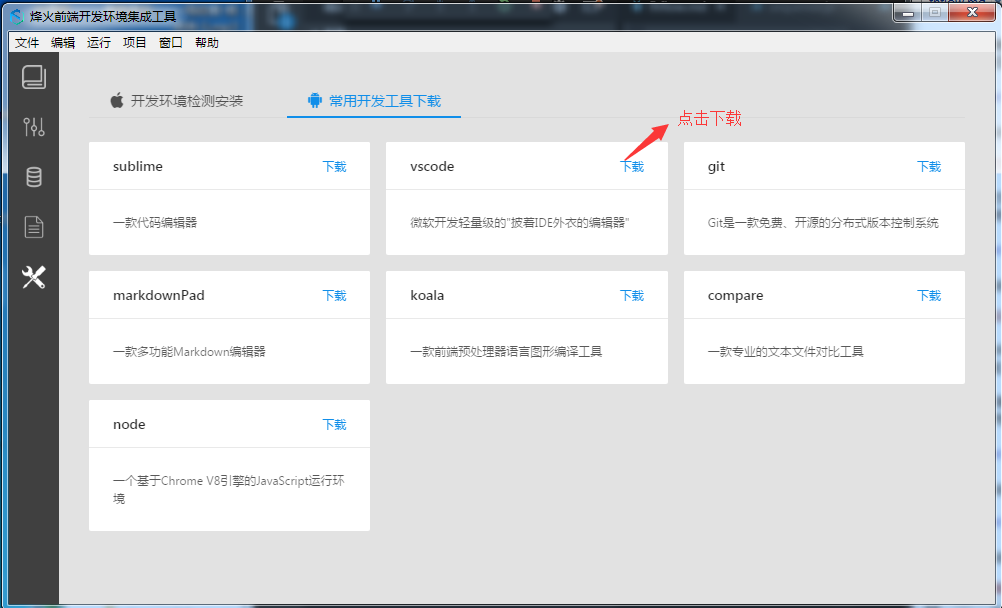 烽火前端开发环境集成工具
文件 编辑 运行 项目 窗口 帮助
开发环境检测安装 常用开发工具下载
点击下载
sublime 下载
一款代码编辑器
vscode 下载
微软开发轻量级的"披着IDE外衣的编辑器"
git 下载
Git是一款免费、开源的分布式版本控制系统
markdownPad 下载
一款多功能Markdown编辑器
koala 下载
一款前端预处理器语言图形编译工具
compare 下载
一款专业的文本文件对比工具
node 下载
一个基于Chrome V8引擎的JavaScript运行环
境